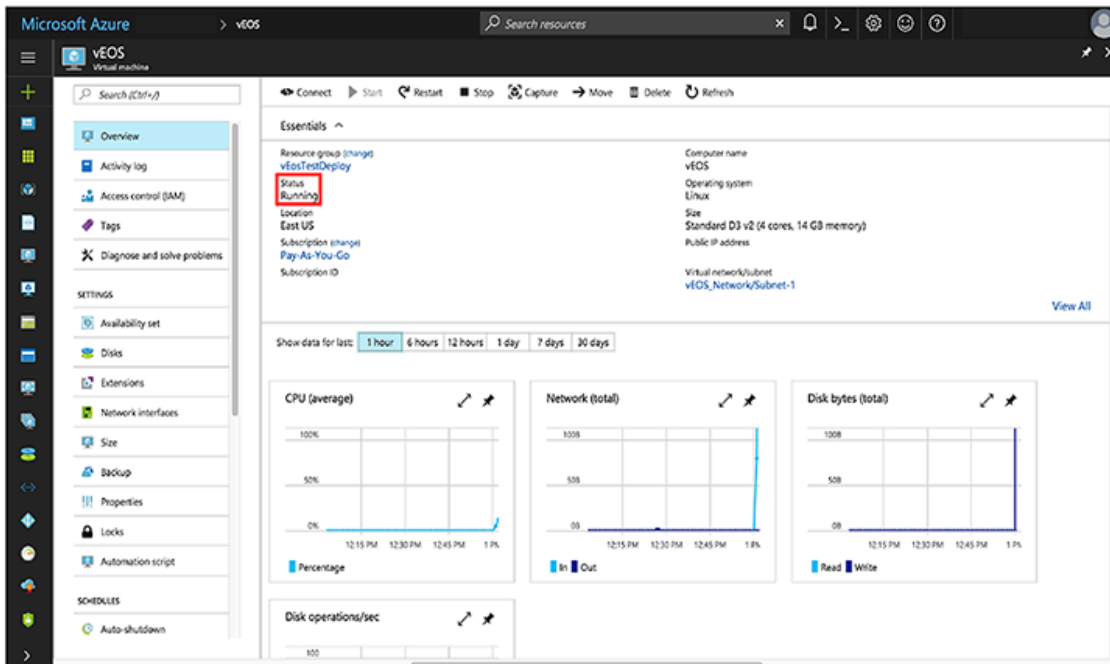 Microsoft Azure > vEOS
Search resources
vEOS
Virtual machine
Search (Ctrl+/)
Connect Start Restart Stop Capture Move Delete Refresh
Overview
Activity log
Access control (IAM)
Tags
Diagnose and solve problems
SETTINGS
Availability set
Disks
Extensions
Network interfaces
Size
Backup
Properties
Locks
Automation script
SCHEDULES
Auto-shutdown
Essentials
Resource group (change)
vEosTestDeploy
Status
Running
Location
East US
Subscription (change)
Pay-As-You-Go
Subscription ID
Computer name
vEOS
Operating system
Linux
Size
Standard D3 v2 (4 cores, 14 GB memory)
Public IP address
Virtual network/subnet
vEOS_Network/Subnet-1
View All
Show data for last: 1 hour 6 hours 12 hours 1 day 7 days 30 days
CPU (average)
100%
50%
0%
12:15 PM 12:30 PM 12:45 PM
Percentage
Network (total)
100B
50B
0B
12:15 PM 12:30 PM 12:45 PM
In Out
Disk bytes (total)
100B
50B
0B
12:15 PM 12:30 PM 12:45 PM
Read Write
Disk operations/sec
100